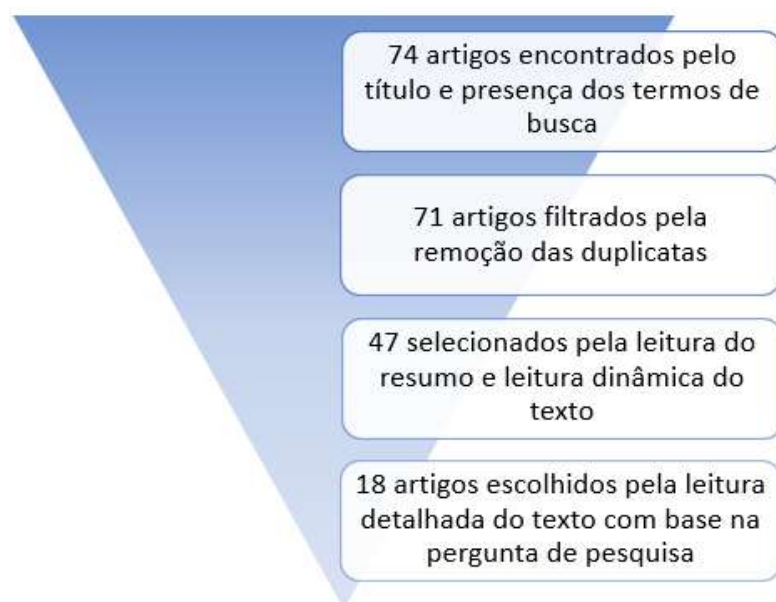 74 artigos encontrados pelo
título e presença dos termos de
busca
71 artigos filtrados pela
remoção das duplicatas
47 selecionados pela leitura do
resumo e leitura dinâmica do
texto
18 artigos escolhidos pela leitura
detalhada do texto com base na
pergunta de pesquisa